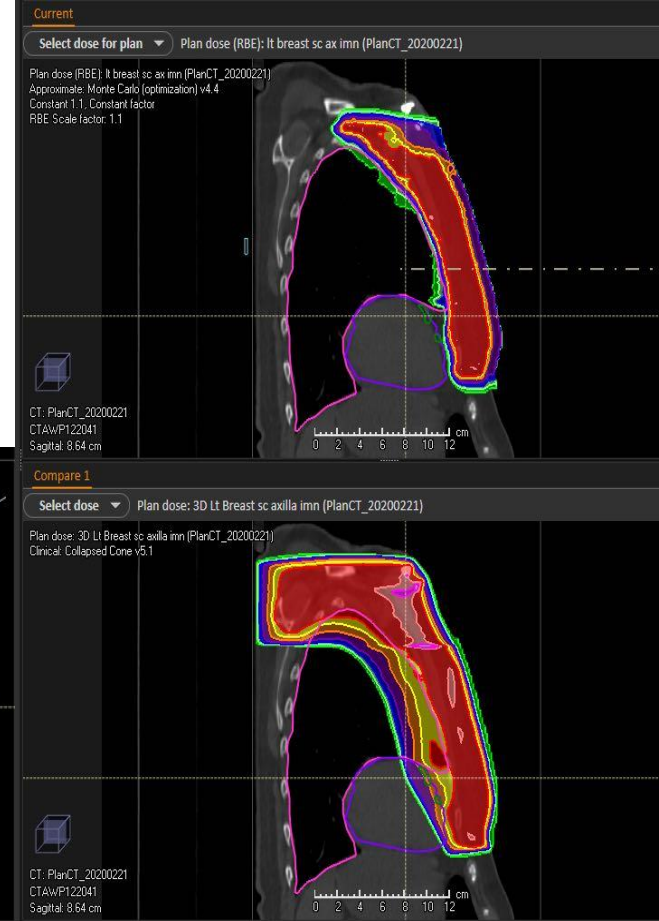 Current
Select dose for plan Plan dose (RBE): lt breast sc ax imn (PlanCT_20200221)
Plan dose (RBE): lt breast sc ax imn (PlanCT_20200221)
Approximate: Monte Carlo (optimization) v4.4
Constant 1.1, Constant factor
RBE Scale factor: 1.1
CT: PlanCT_20200221
CTAWP122041
Sagittal: 8.64 cm
cm
0 2 4 6 8 10 12
Compare 1
Select dose Plan dose: 3D Lt Breast sc axilla imn (PlanCT_20200221)
Plan dose: 3D Lt Breast sc axilla imn (PlanCT_20200221)
Clinical: Collapsed Cone v5.1
CT: PlanCT_20200221
CTAWP122041
Sagittal: 8.64 cm
cm
0 2 4 6 8 10 12